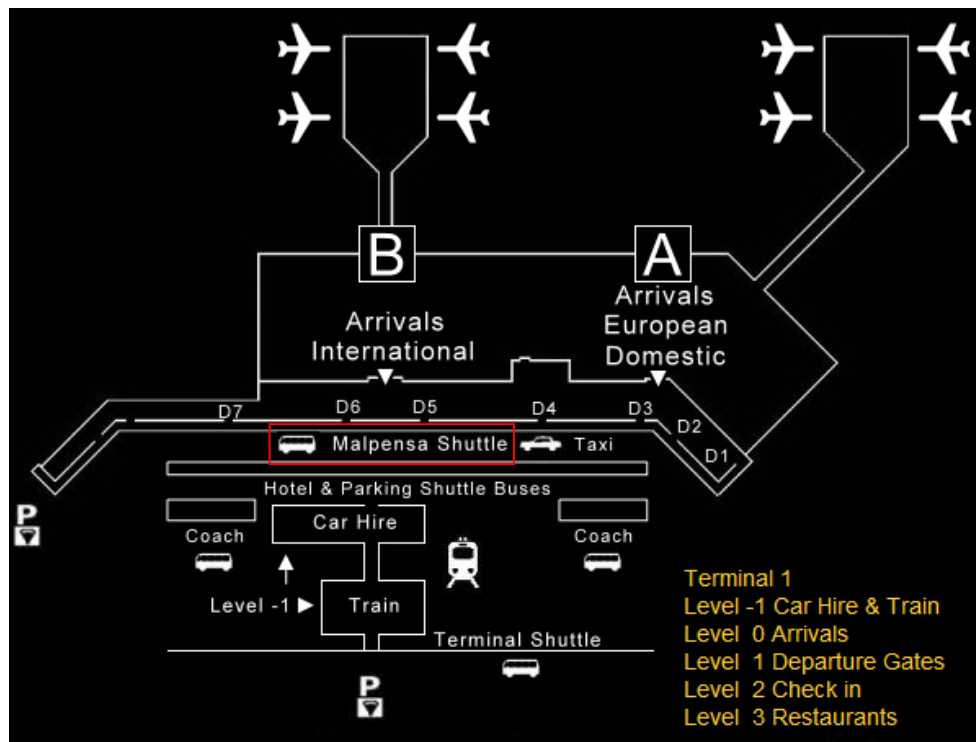 B
A
Arrivals
International
Arrivals
European
Domestic
D7
D6
D5
D4
D3
D2
D1
Malpensa Shuttle
Taxi
Hotel & Parking Shuttle Buses
P
Coach
Car Hire
Coach
Level -1
Train
Terminal Shuttle
P
Terminal 1
Level -1 Car Hire & Train
Level 0 Arrivals
Level 1 Departure Gates
Level 2 Check in
Level 3 Restaurants